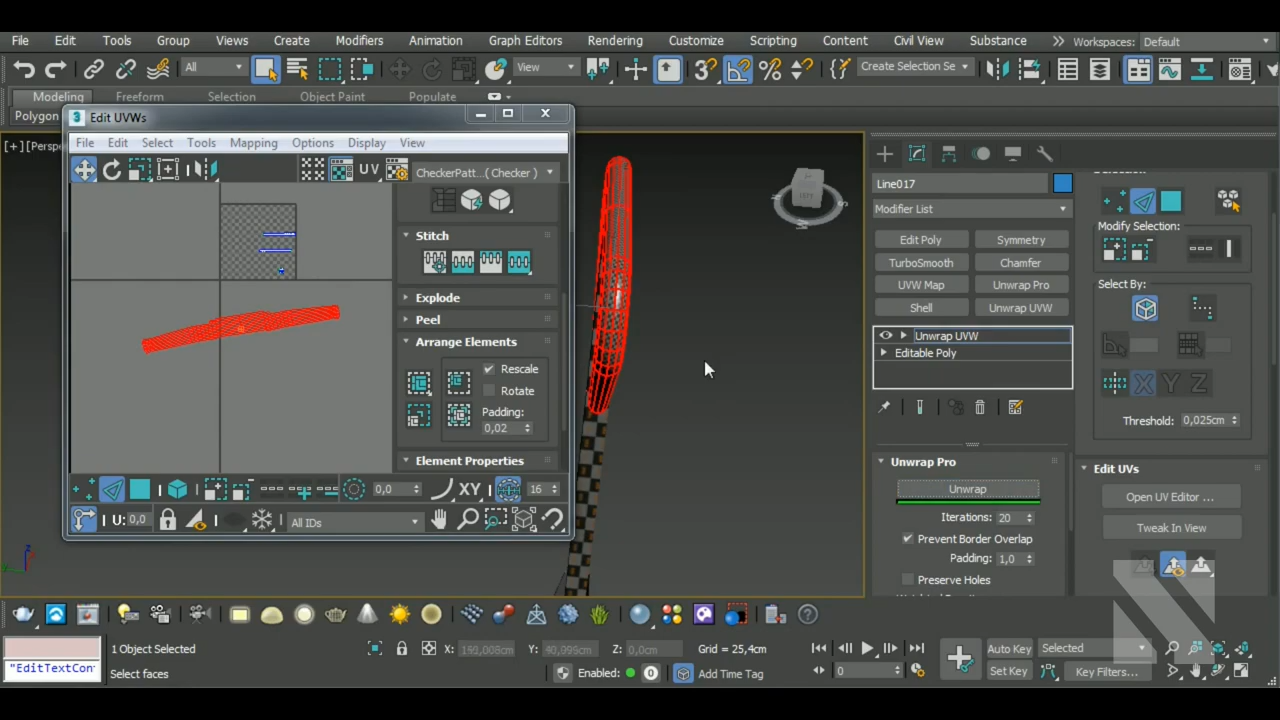 File Edit Tools Group Views Create Modifiers Animation Graph Editors Rendering Customize Scripting Content Civil View Substance Workspaces: Default
All View Create Selection Se
Modeling Freeform Selection Object Paint Populate
Polygon
Edit UVWs
[+] [Persp
File Edit Select Tools Mapping Options Display View
UV CheckerPatt...( Checker )
Stitch
Explode
Peel
Arrange Elements
Rescale
Rotate
Padding:
0,02
Element Properties
0,0 XY 16
U: 0,0 All IDs
Line017
Modifier List
Edit Poly Symmetry
TurboSmooth Chamfer
UVW Map Unwrap Pro
Shell Unwrap UVW
Unwrap UVW
Editable Poly
Unwrap Pro
Unwrap
Iterations: 20
Prevent Border Overlap
Padding: 1,0
Preserve Holes
Modify Selection:
Select By:
X Y Z
Threshold: 0,025cm
Edit UVs
Open UV Editor ...
Tweak In View
1 Object Selected X: Y: Z: 0,0cm Grid = 25,4cm
"EditTextCon
Select faces Enabled: 0 Add Time Tag
0
Auto Key Selected
Set Key Key Filters...